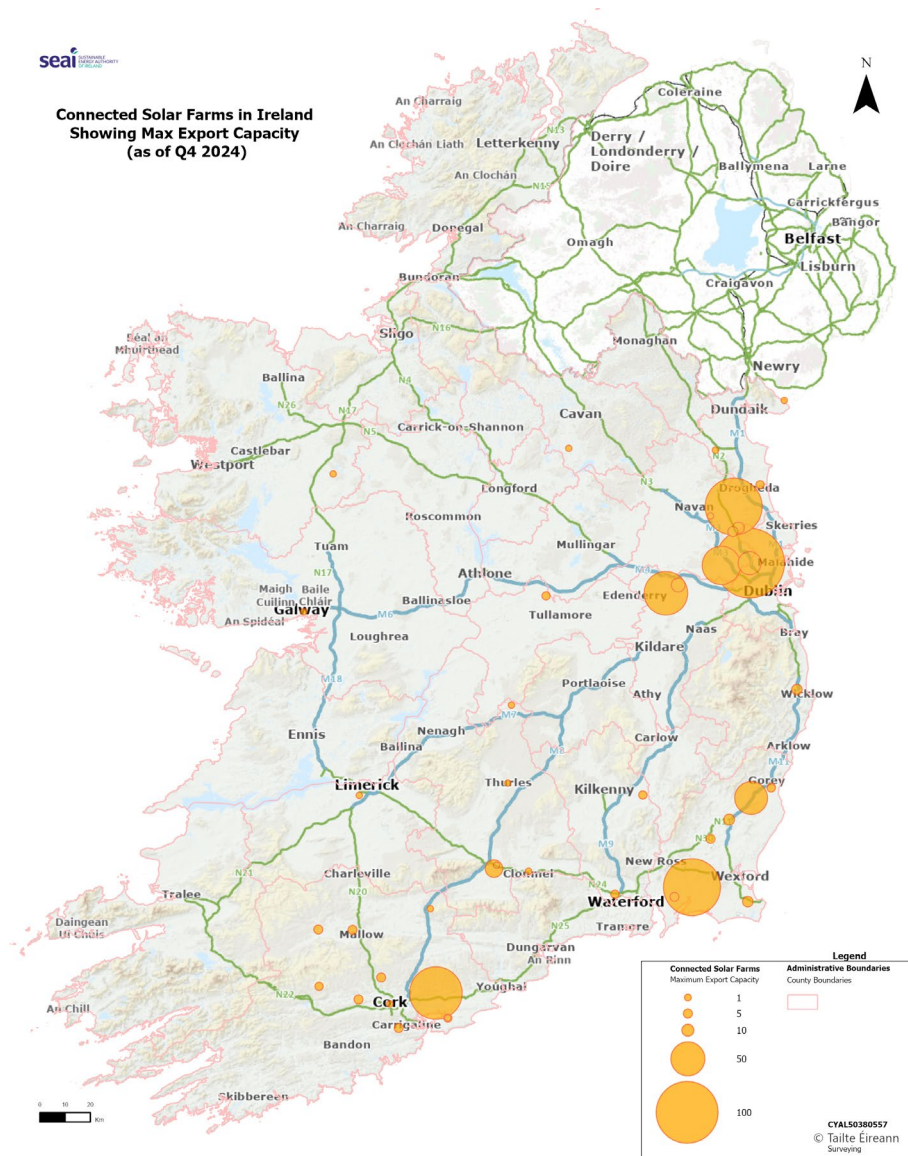 seai SUSTAINABLE
ENERGY AUTHORITY
OF IRELAND
Connected Solar Farms in Ireland
Showing Max Export Capacity
(as of Q4 2024)
N
Coleraine
An Charraig
N13
Derry /
Londonderry /
Doire
An Clochán Liath
Letterkenny
Ballymena
Larne
An Clochán
N15
Carrickfergus
An Charraig
Donegal
Bangor
Omagh
Belfast
Lisburn
Bundoran
Craigavon
Sligo
N16
Béal an
Mhuirthead
Monaghan
Newry
Ballina
N4
N26
N17
Cavan
Dundalk
M1
N5
Carrick-on-Shannon
Castlebar
Westport
N2
N3
Drogheda
Longford
Navan
Roscommon
Skerries
Tuam
Mullingar
Malahide
Athlone
N17
Maigh
Cuilinn
Baile
Chláir
Ballinasloe
Edenderry
Dublin
Galway
M6
Tullamore
An Spidéal
Naas
Loughrea
Bray
Kildare
M18
Portlaoise
Athy
Wicklow
M7
Ennis
Nenagh
Carlow
Ballina
M8
Arklow
M11
Limerick
Thurles
Kilkenny
Gorey
M9
N21
Charleville
Clonmel
New Ross
N20
N24
Wexford
Tralee
Waterford
Daingean
Uí Chúis
Mallow
Tramore
N25
Dungarvan
An Rinn
N22
Youghal
An Chill
Cork
Carrigaline
Bandon
Skibbereen
0 10 20
Km
Legend
Connected Solar Farms
Maximum Export Capacity
1
5
10
50
100
Administrative Boundaries
County Boundaries
CYAL50380557
© Tailte Éireann
Surveying